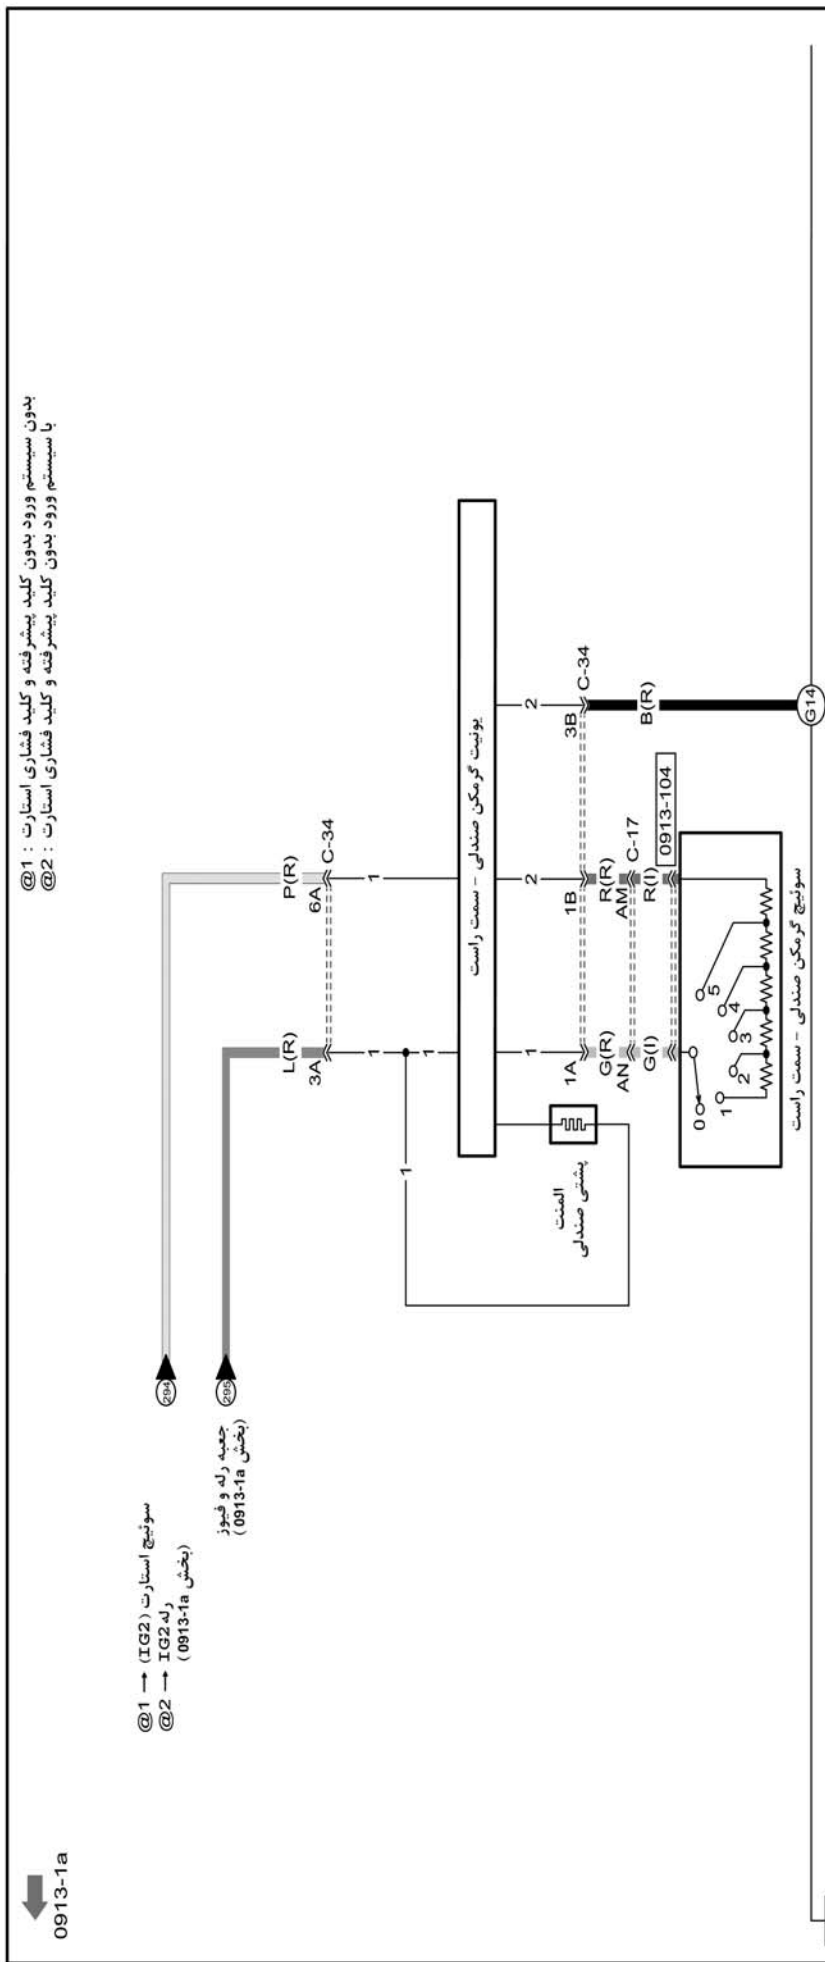 0913-1a
@1 : بدون سیستم ورود بدون کلید پیشرفته و کلید فشاری استارت
@2 : با سیستم ورود بدون کلید پیشرفته و کلید فشاری استارت
@1 → (IG2) سوئیچ استارت
@2 → IG2 رله
(بخش 0913-1a)
294
جعبه رله و فیوز
(بخش 0913-1a)
295
L(R)
P(R)
3A
6A
C-34
1
1
1
1
یونیت گرمکن صندلی - سمت راست
1
2
2
المنت
پشتی صندلی
1A
1B
3B
C-34
G(R)
R(R)
B(R)
AN
AM
C-17
G(I)
R(I)
0913-104
0
1
2
3
4
5
سوئیچ گرمکن صندلی - سمت راست
G14